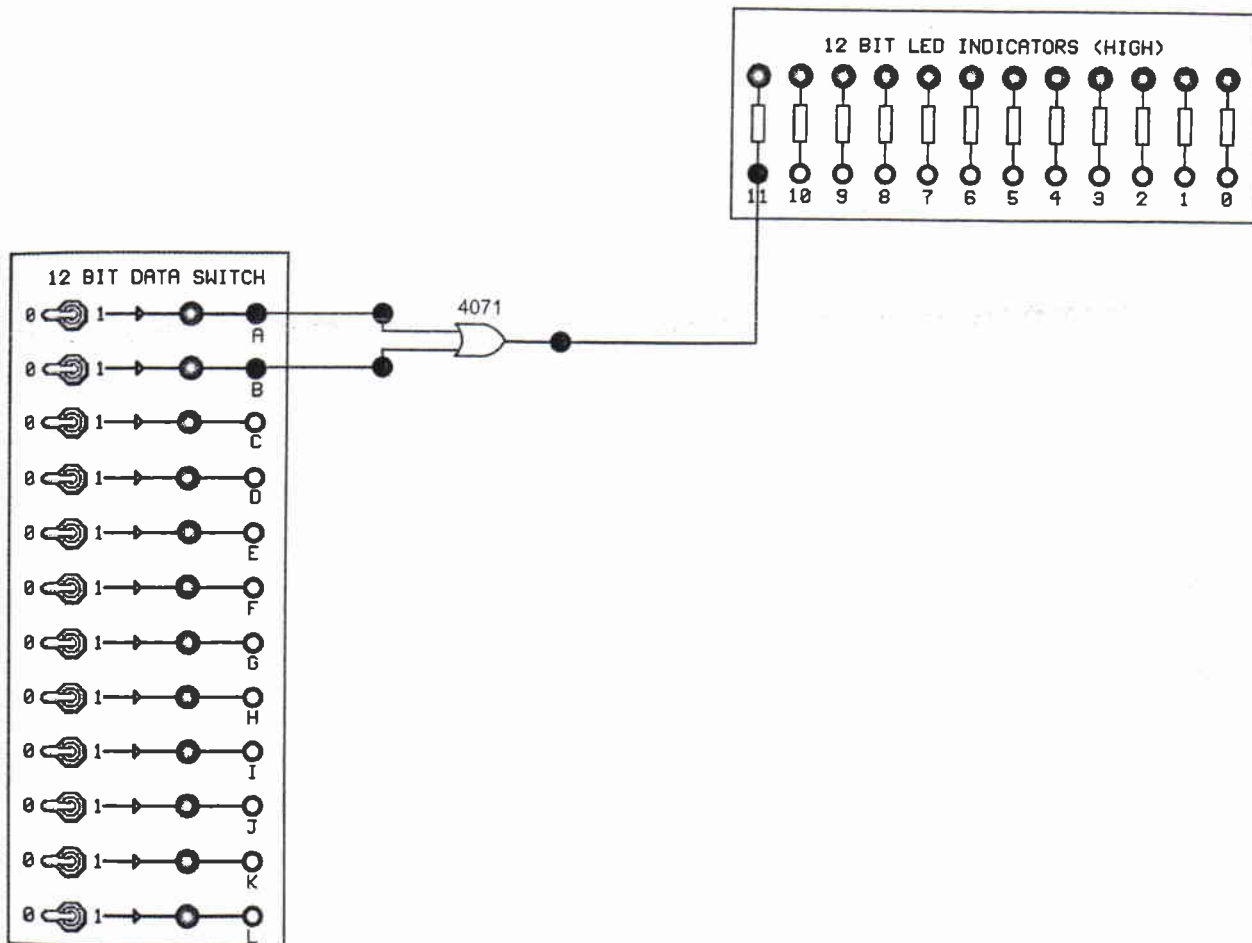 12 BIT LED INDICATORS (HIGH)
11 10 9 8 7 6 5 4 3 2 1 0
12 BIT DATA SWITCH
0 1 A
4071
0 1 B
0 1 C
0 1 D
0 1 E
0 1 F
0 1 G
0 1 H
0 1 I
0 1 J
0 1 K
0 1 L